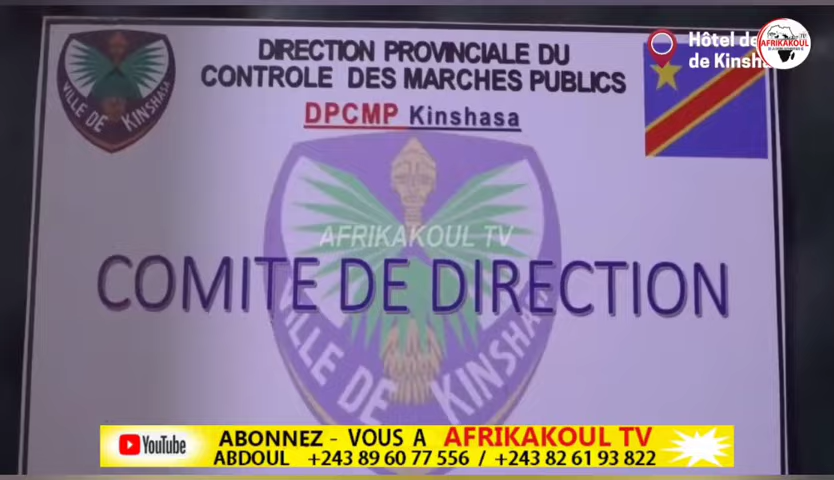 DIRECTION PROVINCIALE DU
CONTROLE DES MARCHES PUBLICS
DPCMP Kinshasa
VILLE DE KINSHASA
Hôtel de
de Kinsha
AFRIKAKOUL
AFRIKAKOUL TV
COMITE DE DIRECTION
VILLE DE KINSHASA
YouTube
ABONNEZ - VOUS A AFRIKAKOUL TV
ABDOUL +243 89 60 77 556 / +243 82 61 93 822